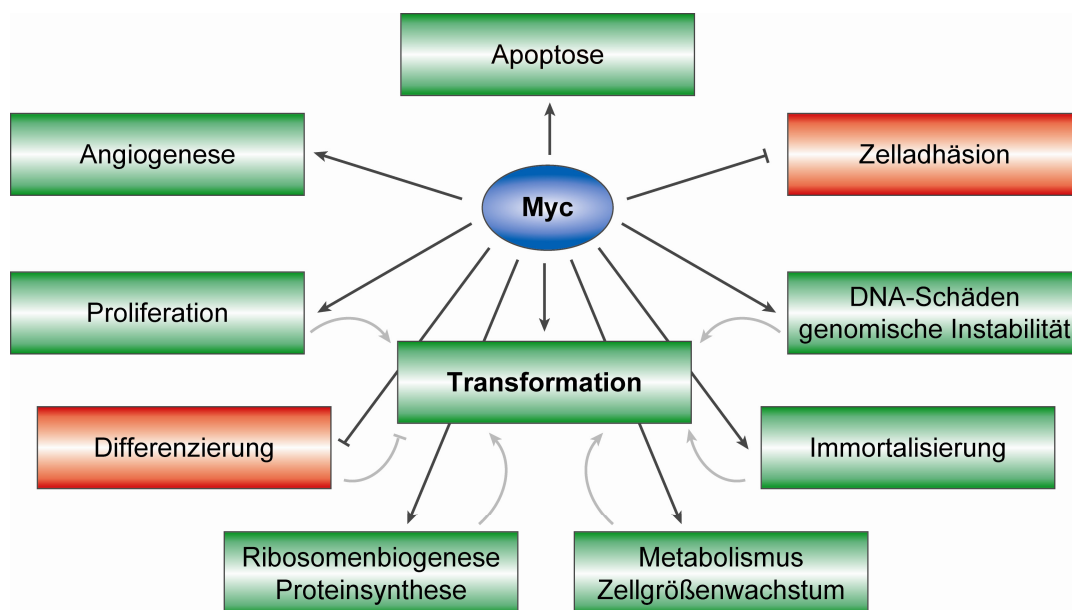 Apoptose
Angiogenese
Zelladhäsion
Myc
Proliferation
DNA-Schäden
genomische Instabilität
Transformation
Differenzierung
Immortalisierung
Ribosomenbiogenese
Proteinsynthese
Metabolismus
Zellgrößenwachstum